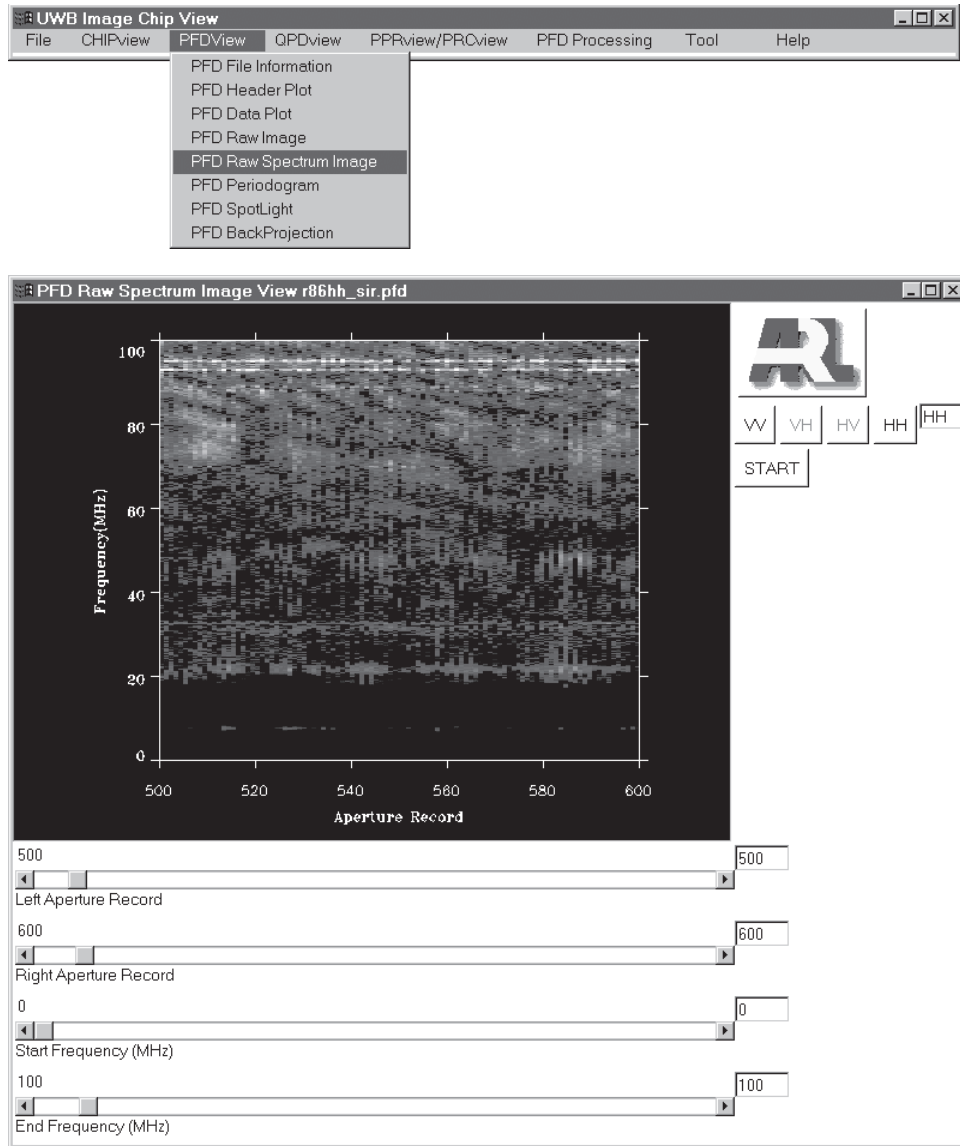 UWB Image Chip View
File CHIPview PFDView QPDview PPRview/PRCview PFD Processing Tool Help
PFD File Information
PFD Header Plot
PFD Data Plot
PFD Raw Image
PFD Raw Spectrum Image
PFD Periodogram
PFD SpotLight
PFD BackProjection
PFD Raw Spectrum Image View r86hh_sir.pfd
ARL
VV VH HV HH HH
START
100
80
60
40
20
0
Frequency(MHz)
500 520 540 560 580 600
Aperture Record
500 500
Left Aperture Record
600 600
Right Aperture Record
0 0
Start Frequency (MHz)
100 100
End Frequency (MHz)